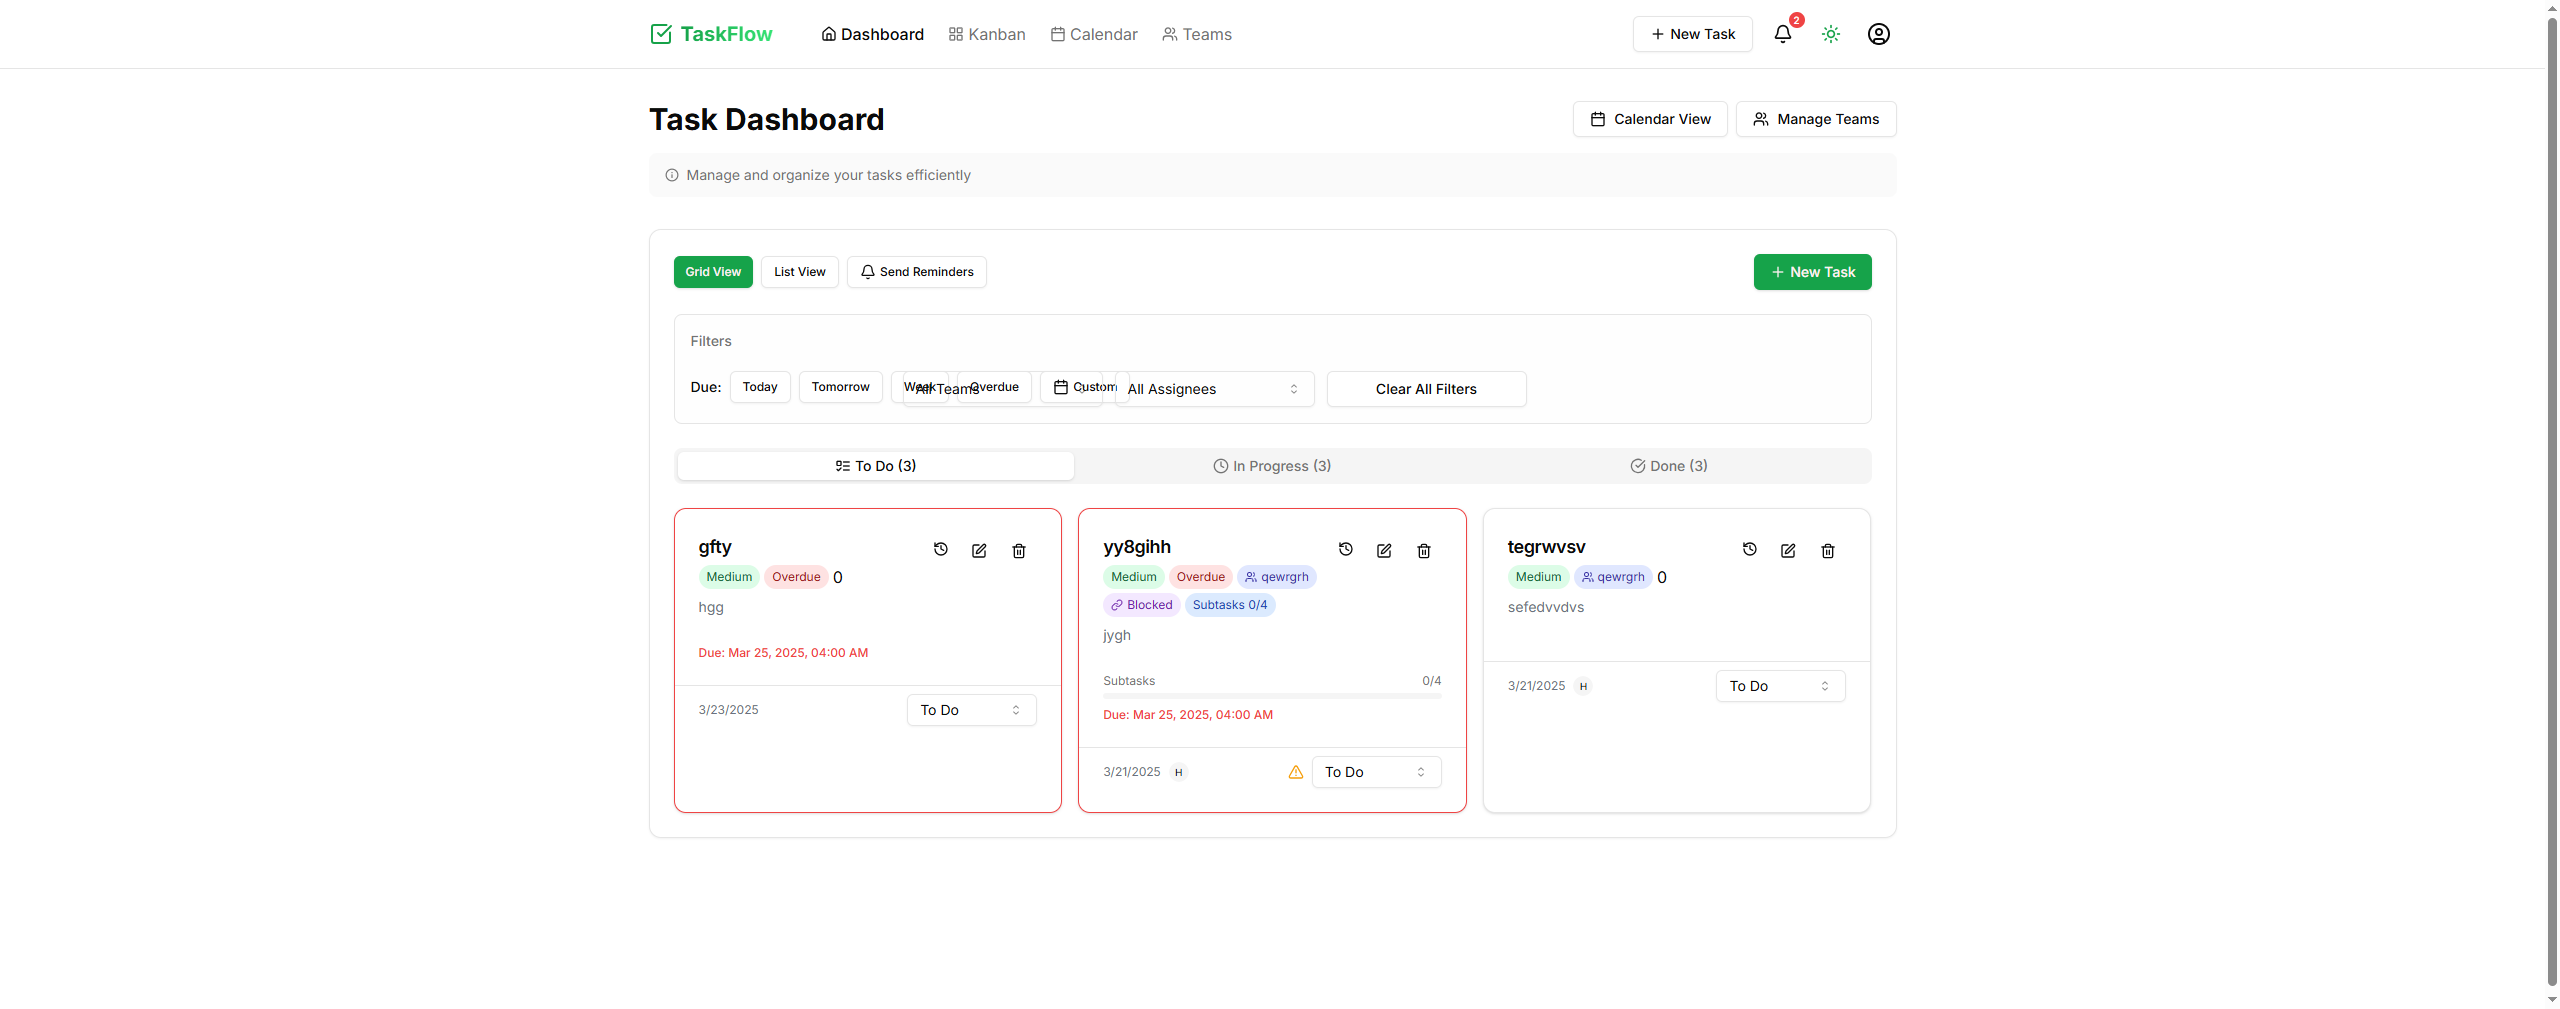 TaskFlow Dashboard Kanban Calendar Teams New Task 2
Task Dashboard Calendar View Manage Teams
Manage and organize your tasks efficiently
Grid View List View Send Reminders New Task
Filters
Due: Today Tomorrow Week All Teams Overdue Custom All Assignees Clear All Filters
To Do (3) In Progress (3) Done (3)
gfty
Medium Overdue 0
hgg
Due: Mar 25, 2025, 04:00 AM
3/23/2025 To Do
yy8gihh
Medium Overdue qewrgrh
Blocked Subtasks 0/4
jygh
Subtasks 0/4
Due: Mar 25, 2025, 04:00 AM
3/21/2025 H To Do
tegrwvsv
Medium qewrgrh 0
sefedvvdvs
3/21/2025 H To Do